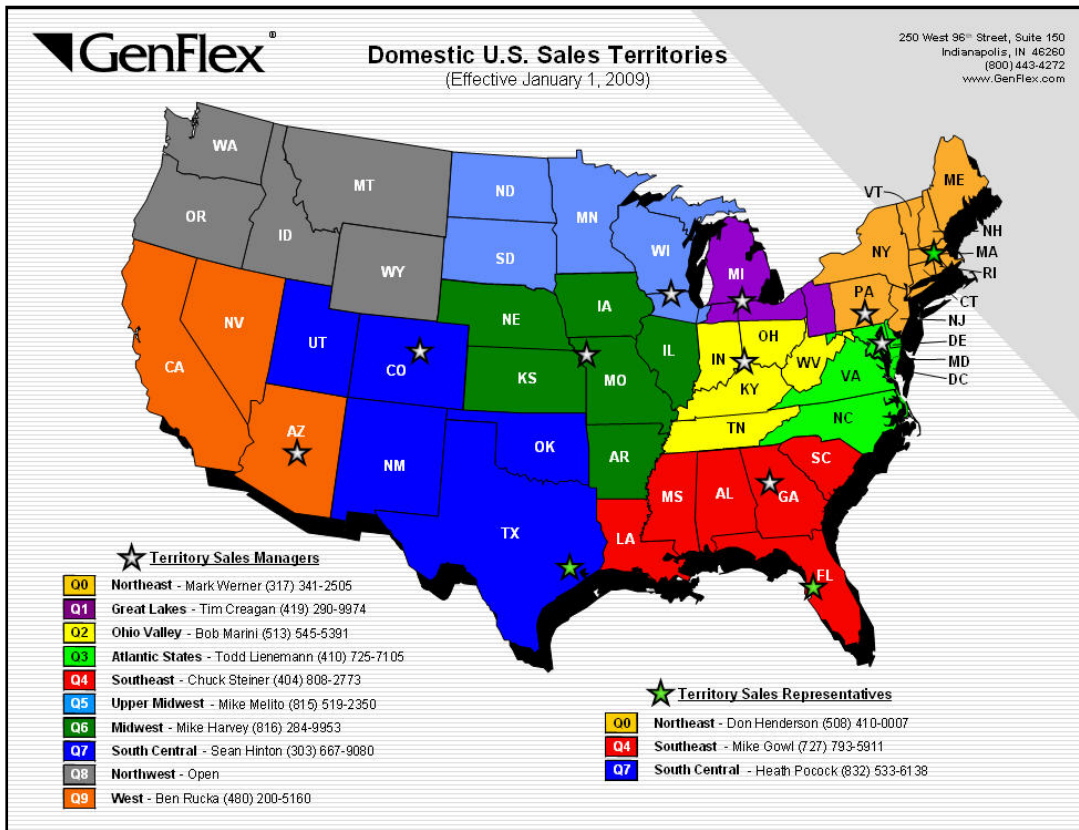 GenFlex®
Domestic U.S. Sales Territories
(Effective January 1, 2009)
250 West 96th Street, Suite 150
Indianapolis, IN 46260
(800) 443-4272
www.GenFlex.com
WA
OR
ID
MT
WY
ND
SD
MN
WI
MI
VT
ME
NH
MA
RI
CT
NY
PA
NJ
DE
MD
DC
CA
NV
UT
CO
AZ
NM
NE
KS
IA
MO
IL
AR
OK
TX
IN
OH
KY
WV
TN
VA
NC
SC
MS
AL
GA
LA
FL
Territory Sales Managers
Q0 Northeast - Mark Werner (317) 341-2505
Q1 Great Lakes - Tim Creagan (419) 290-9974
Q2 Ohio Valley - Bob Marini (513) 545-5391
Q3 Atlantic States - Todd Lienemann (410) 725-7105
Q4 Southeast - Chuck Steiner (404) 808-2773
Q5 Upper Midwest - Mike Melito (815) 519-2350
Q6 Midwest - Mike Harvey (816) 284-9953
Q7 South Central - Sean Hinton (303) 667-9080
Q8 Northwest - Open
Q9 West - Ben Rucka (480) 200-5160
Territory Sales Representatives
Q0 Northeast - Don Henderson (508) 410-0007
Q4 Southeast - Mike Gowl (727) 793-5911
Q7 South Central - Heath Pocock (832) 533-6138